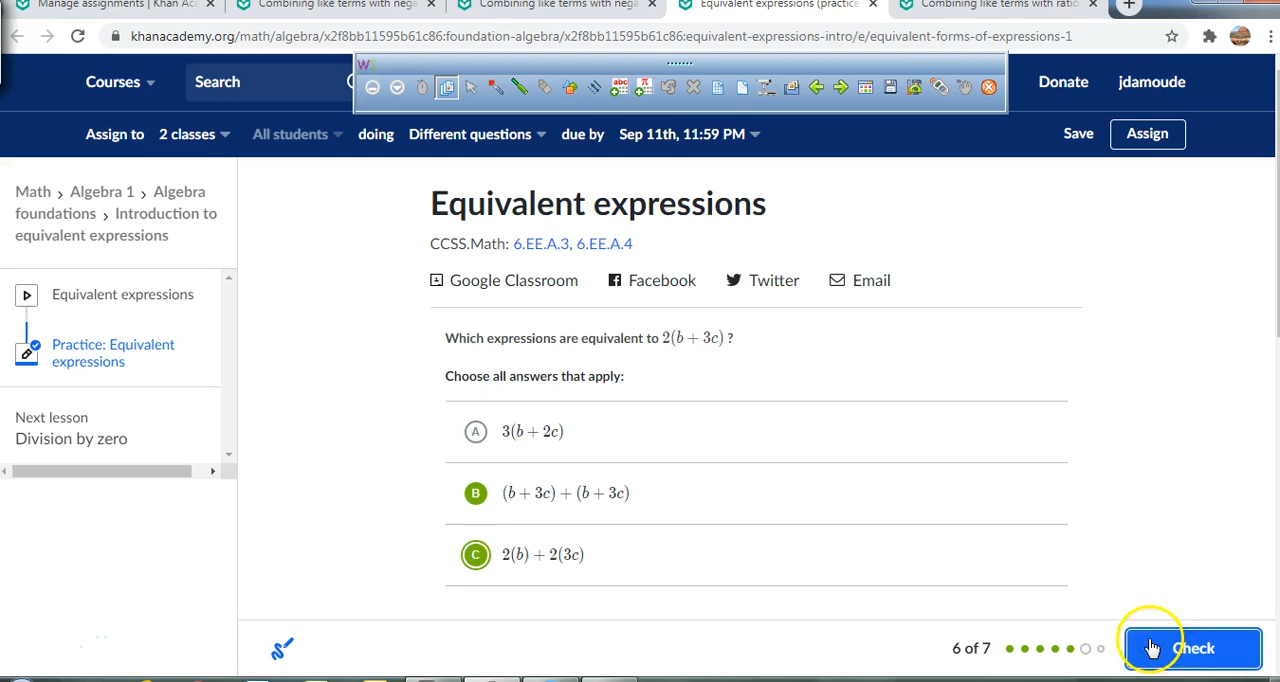 Manage assignments | Khan Ac
Combining like terms with nega
Combining like terms with nega
Equivalent expressions (practice
Combining like terms with ratio
khanacademy.org/math/algebra/x2f8bb11595b61c86:foundation-algebra/x2f8bb11595b61c86:equivalent-expressions-intro/e/equivalent-forms-of-expressions-1
Courses
Search
Donate
jdamoude
Assign to 2 classes All students doing Different questions due by Sep 11th, 11:59 PM
Save
Assign
Math > Algebra 1 > Algebra
foundations > Introduction to
equivalent expressions
Equivalent expressions
Practice: Equivalent
expressions
Next lesson
Division by zero
Equivalent expressions
CCSS.Math: 6.EE.A.3, 6.EE.A.4
Google Classroom Facebook Twitter Email
Which expressions are equivalent to 2(b + 3c) ?
Choose all answers that apply:
A 3(b + 2c)
B (b + 3c) + (b + 3c)
C 2(b) + 2(3c)
6 of 7
Check